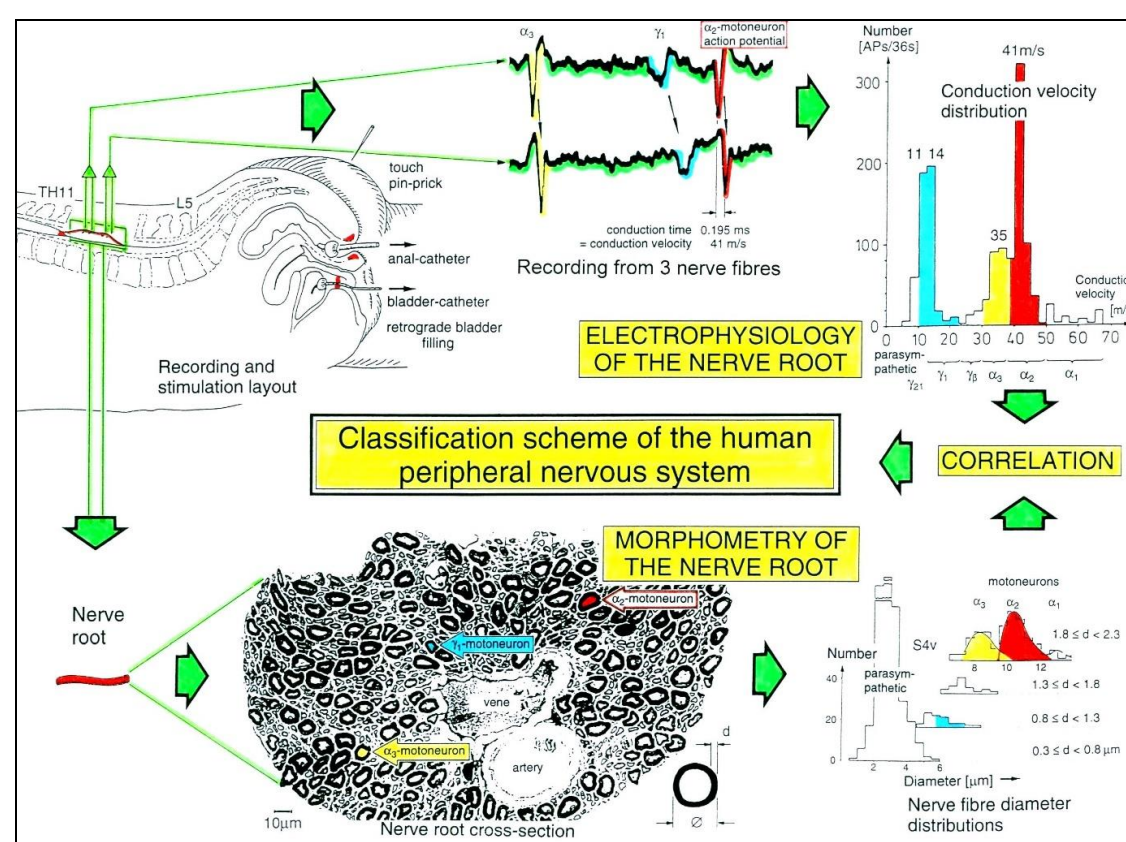 α3
γ1
α2-motoneuron
action potential
Number
[APs/36s]
41m/s
Conduction velocity
distribution
300
200
100
0
11 14
35
Conduction
velocity
[m/
0 10 20 30 40 50 60 70
parasym-
pathetic
γ21 γ1 γβ α3 α2 α1
touch
pin-prick
TH11
L5
anal-catheter
bladder-catheter
retrograde bladder
filling
conduction time 0.195 ms
= conduction velocity 41 m/s
Recording from 3 nerve fibres
Recording and
stimulation layout
ELECTROPHYSIOLOGY
OF THE NERVE ROOT
Classification scheme of the human
peripheral nervous system
CORRELATION
MORPHOMETRY OF
THE NERVE ROOT
Nerve
root
α2-motoneuron
γ1-motoneuron
vene
α3-motoneuron
artery
d
Ø
10µm
Nerve root cross-section
motoneurons
α3 α2 α1
1.8 ≤ d < 2.3
S4v
8 10 12
Number
parasym-
pathetic
40
20
0
1.3 ≤ d < 1.8
0.8 ≤ d < 1.3
0.3 ≤ d < 0.8 µm
2 4 6
Diameter [µm]
Nerve fibre diameter
distributions